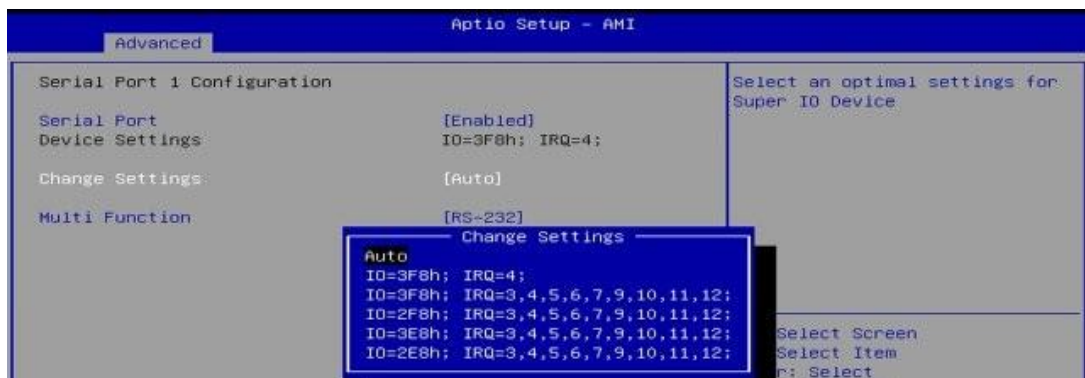 Aptio Setup - AMI
Advanced
Serial Port 1 Configuration
Serial Port [Enabled]
Device Settings IO=3F8h; IRQ=4;
Change Settings [Auto]
Multi Function [RS-232]
Select an optimal settings for
Super IO Device
Change Settings
Auto
IO=3F8h; IRQ=4;
IO=3F8h; IRQ=3,4,5,6,7,9,10,11,12;
IO=2F8h; IRQ=3,4,5,6,7,9,10,11,12;
IO=3E8h; IRQ=3,4,5,6,7,9,10,11,12;
IO=2E8h; IRQ=3,4,5,6,7,9,10,11,12;
Select Screen
Select Item
r: Select